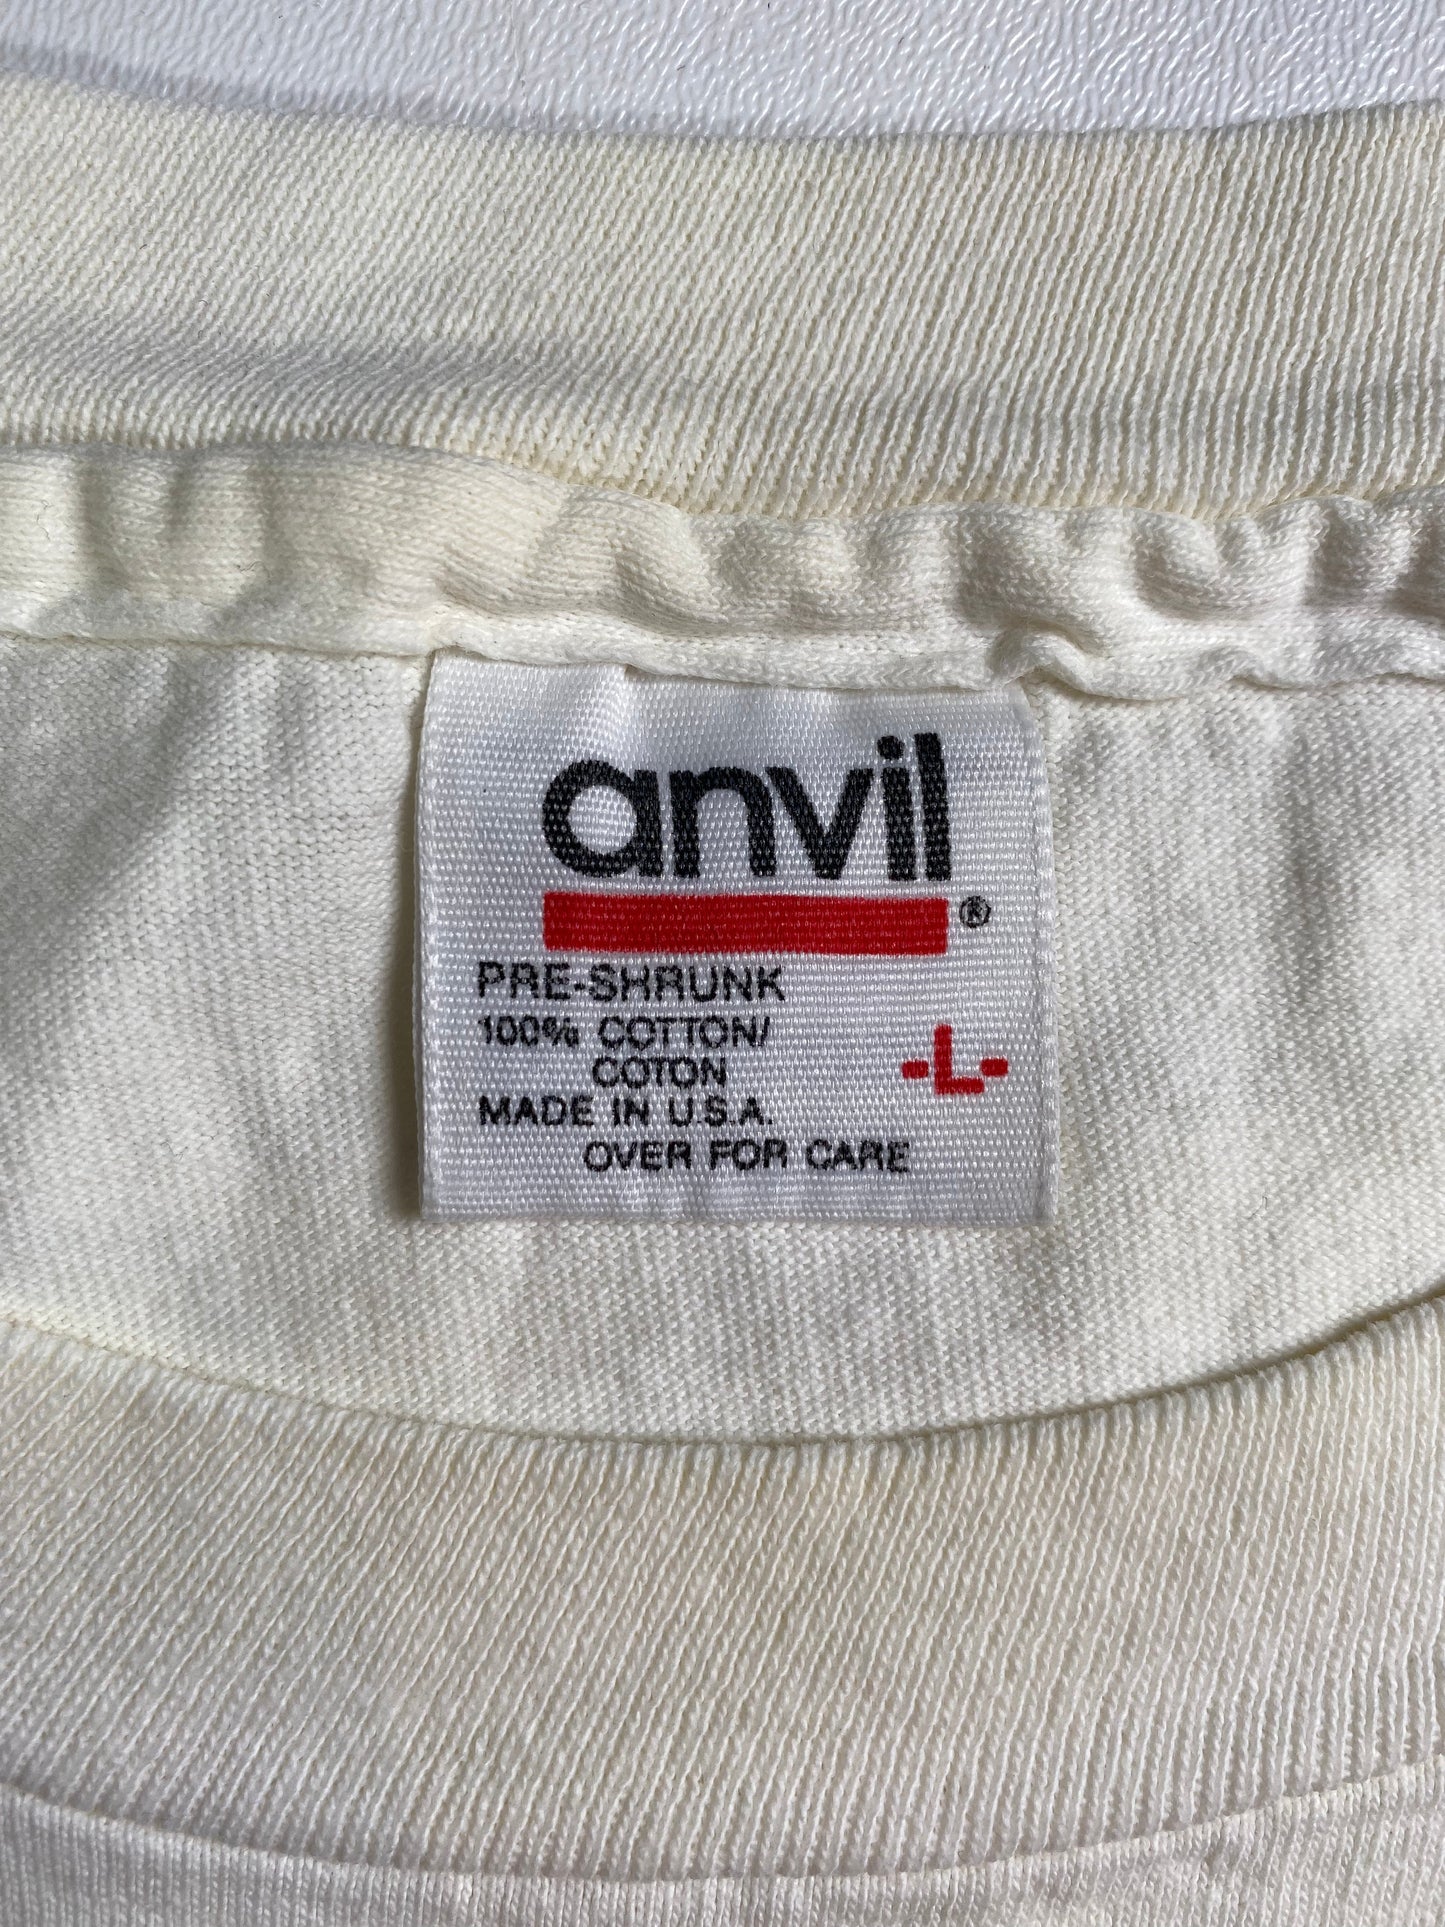 anvil
®
PRE-SHRUNK
100% COTTON/
COTON
-L-
MADE IN U.S.A.
OVER FOR CARE